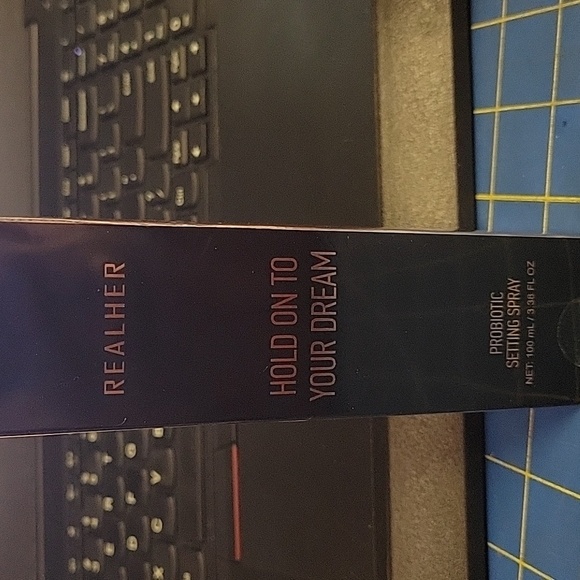 REALHER
HOLD ON TO
YOUR DREAM
PROBIOTIC
SETTING SPRAY
NET: 100 mL / 3.38 FL OZ